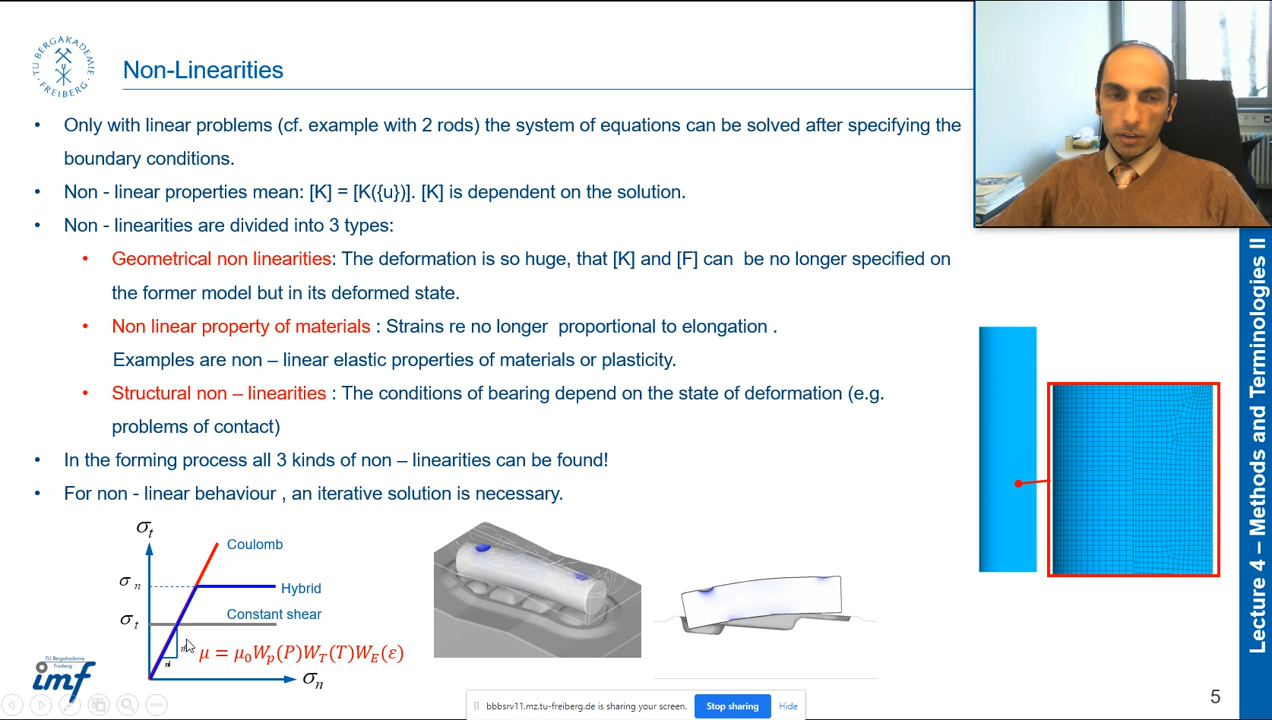 TU BERGAKADEMIE
FREIBERG
Non-Linearities
• Only with linear problems (cf. example with 2 rods) the system of equations can be solved after specifying the
boundary conditions.
• Non - linear properties mean: [K] = [K({u})]. [K] is dependent on the solution.
• Non - linearities are divided into 3 types:
• Geometrical non linearities: The deformation is so huge, that [K] and [F] can be no longer specified on
the former model but in its deformed state.
• Non linear property of materials : Strains re no longer proportional to elongation .
Examples are non – linear elastic properties of materials or plasticity.
• Structural non – linearities : The conditions of bearing depend on the state of deformation (e.g.
problems of contact)
• In the forming process all 3 kinds of non – linearities can be found!
• For non - linear behaviour , an iterative solution is necessary.
σt
Coulomb
σn
Hybrid
Constant shear
σt
μ = μ₀Wp(P)WT(T)WE(ε)
σn
TU Bergakademie
Freiberg
imf
Lecture 4 – Methods and Terminologies II
5
bbbsrv11.mz.tu-freiberg.de is sharing your screen.
Stop sharing
Hide